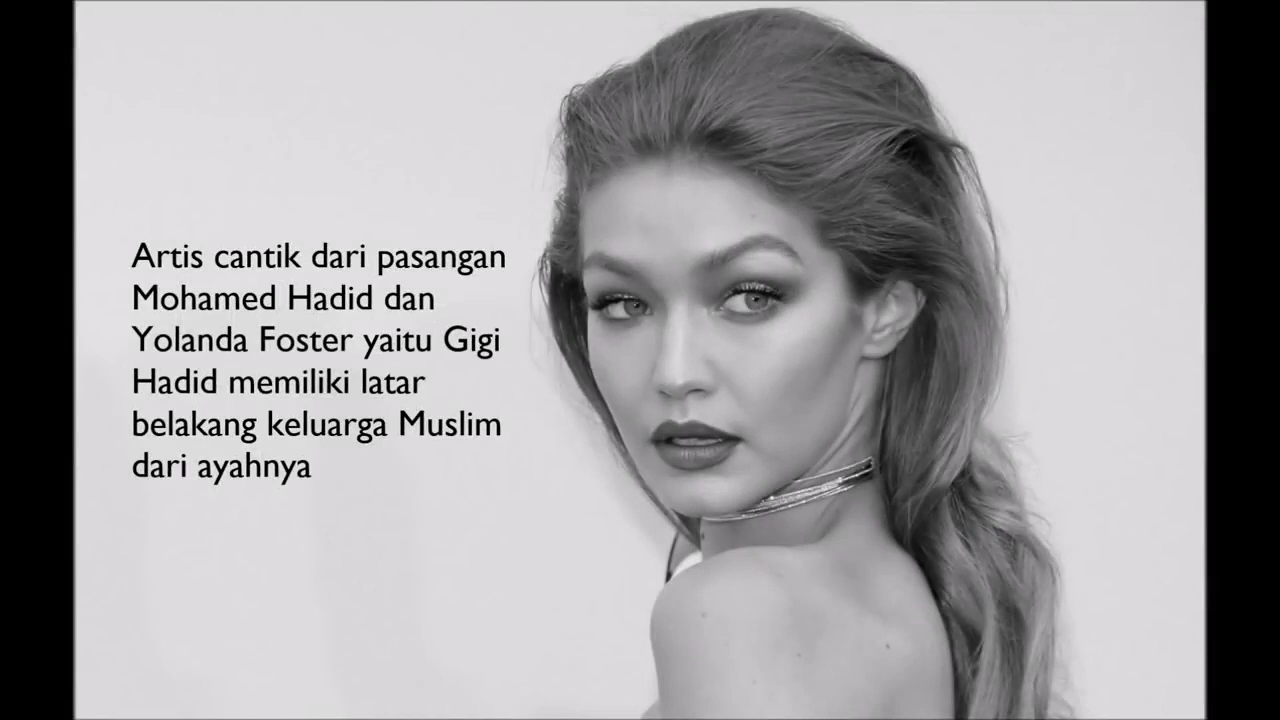 Artis cantik dari pasangan
Mohamed Hadid dan
Yolanda Foster yaitu Gigi
Hadid memiliki latar
belakang keluarga Muslim
dari ayahnya